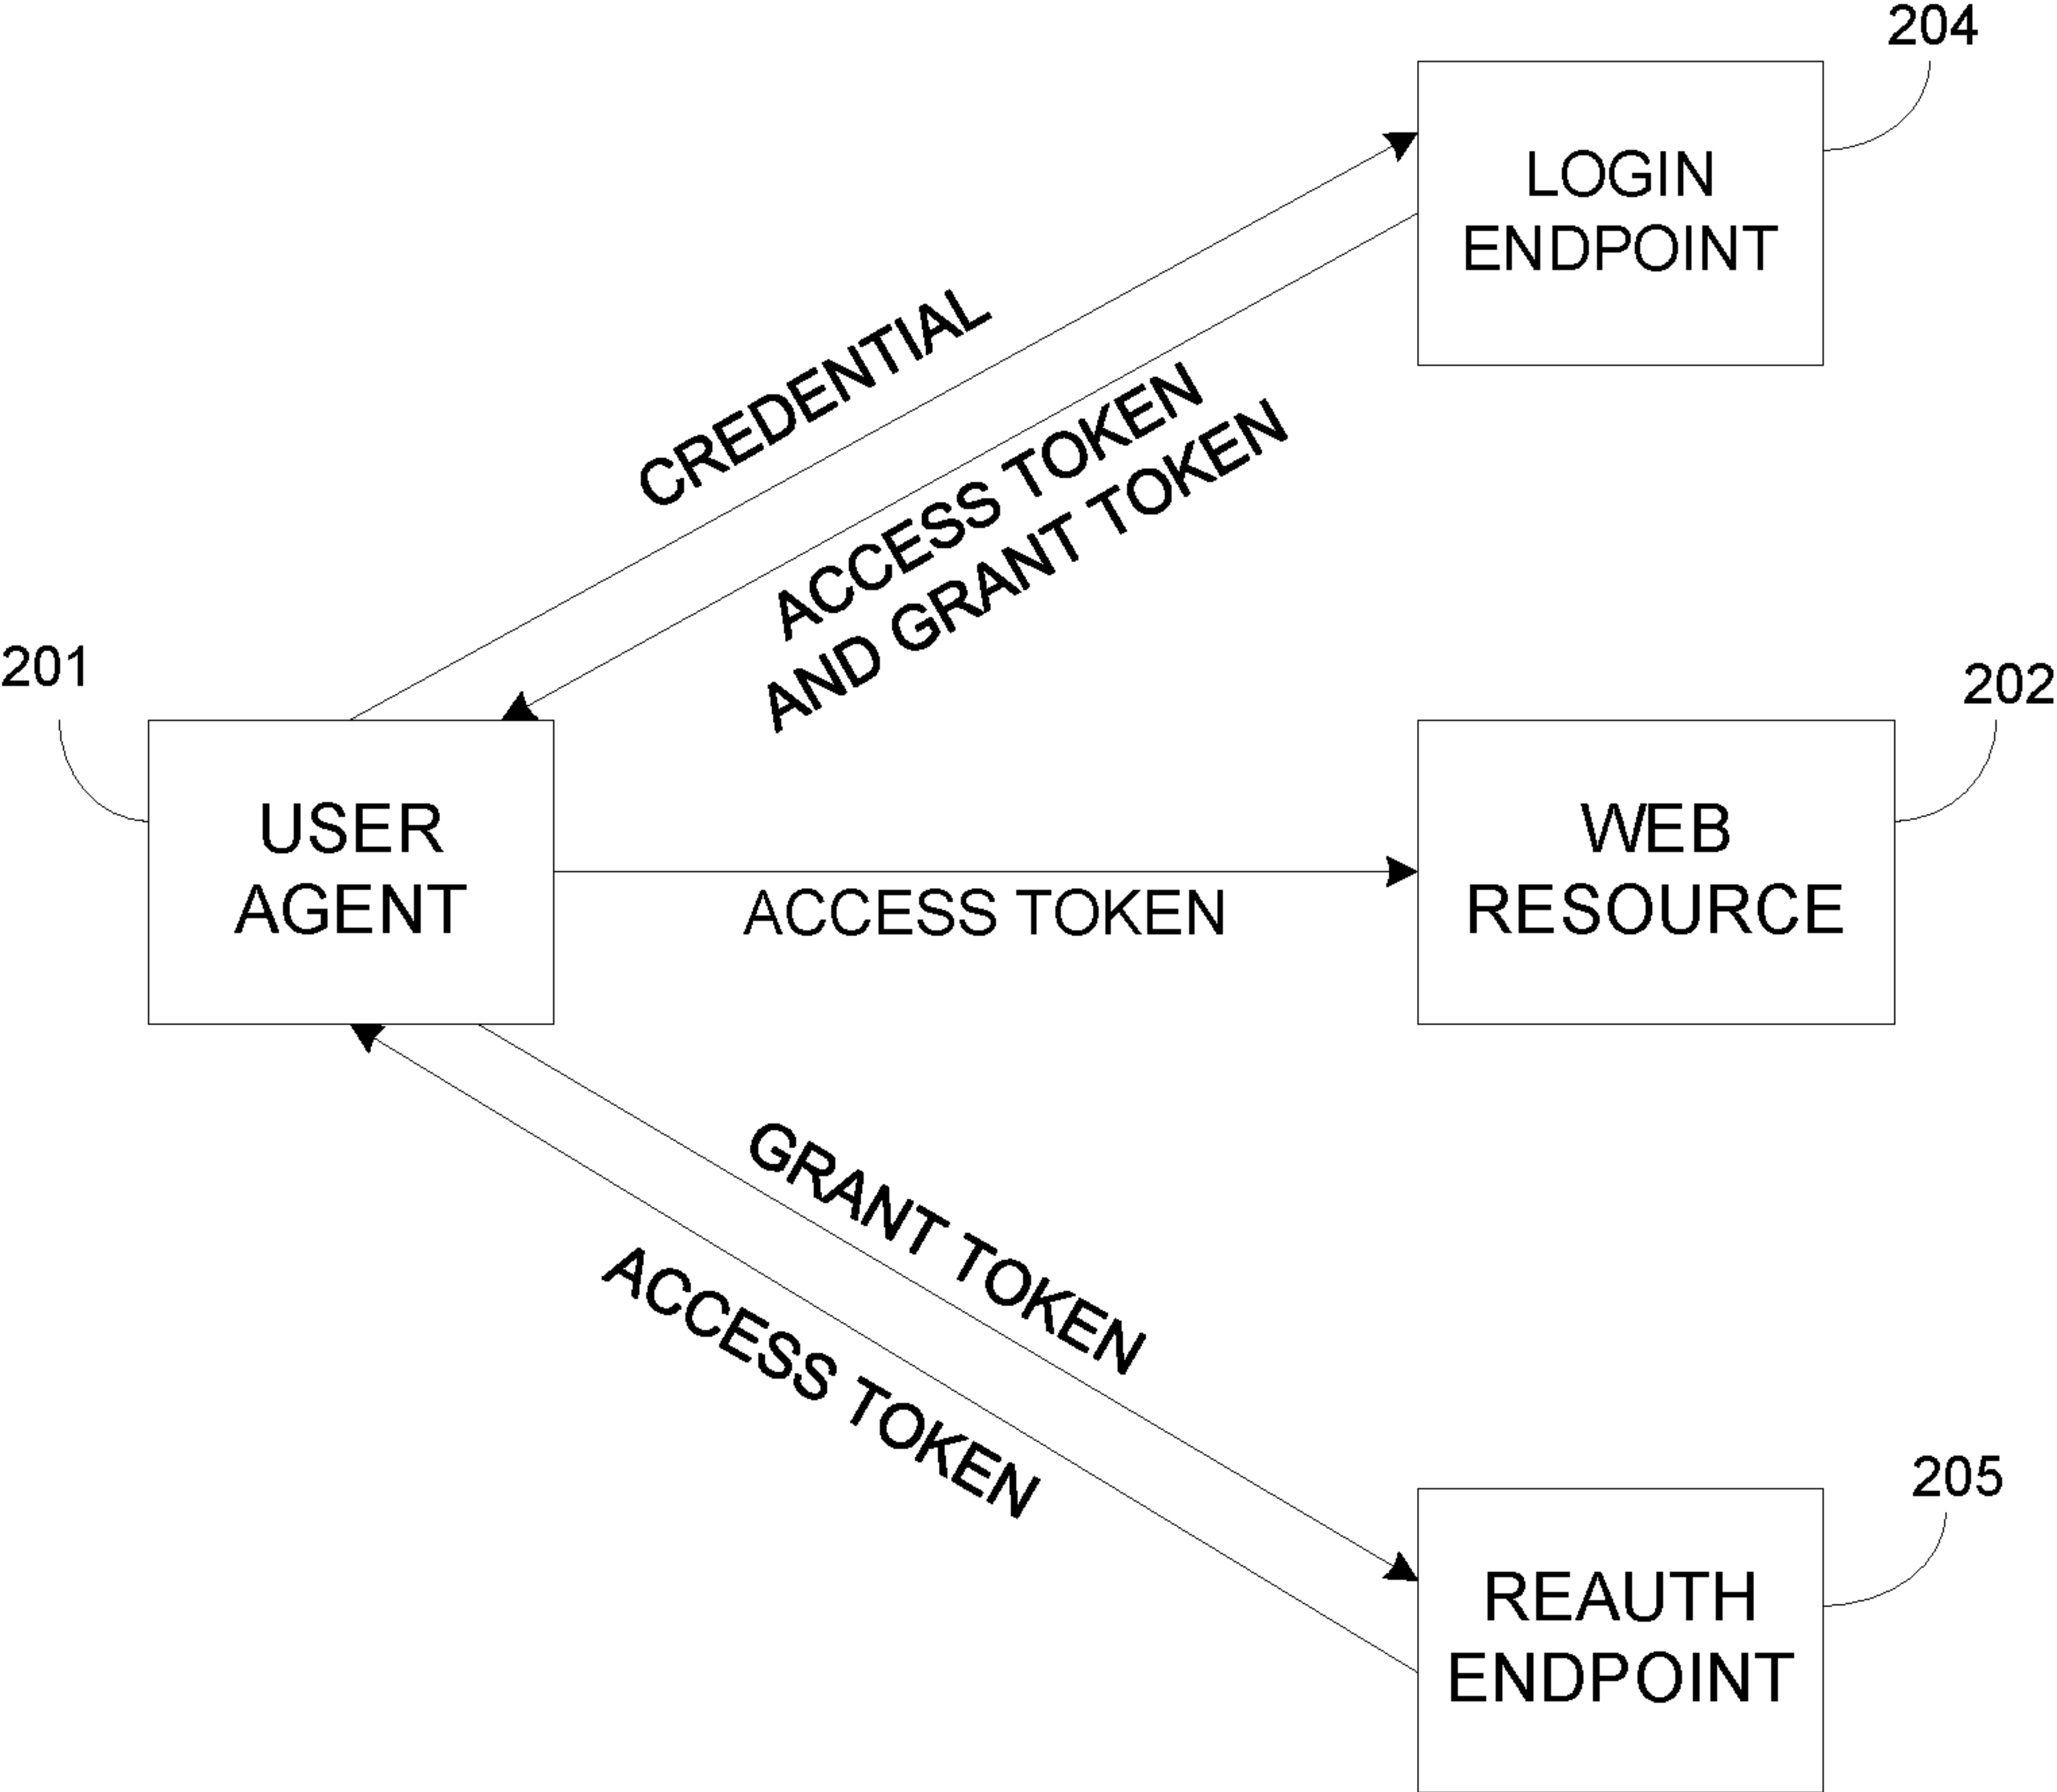 204
LOGIN
ENDPOINT
CREDENTIAL
ACCESS TOKEN
AND GRANT TOKEN
201
202
USER
AGENT
WEB
RESOURCE
ACCESS TOKEN
GRANT TOKEN
ACCESS TOKEN
205
REAUTH
ENDPOINT